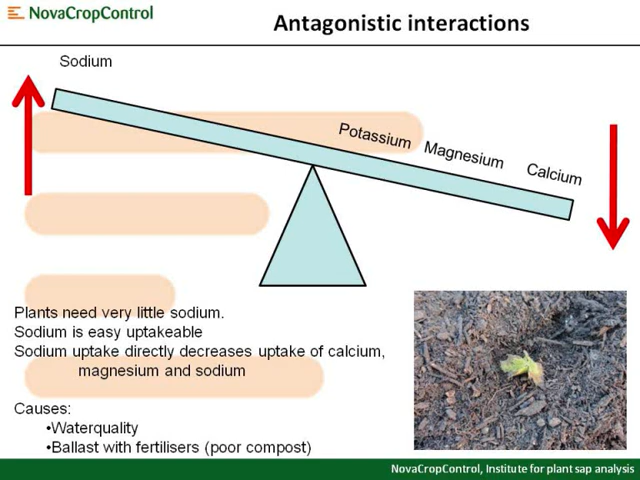 NovaCropControl
Antagonistic interactions
Sodium
Potassium
Magnesium
Calcium
Plants need very little sodium.
Sodium is easy uptakeable
Sodium uptake directly decreases uptake of calcium,
magnesium and sodium
Causes:
•Waterquality
•Ballast with fertilisers (poor compost)
NovaCropControl, Institute for plant sap analysis